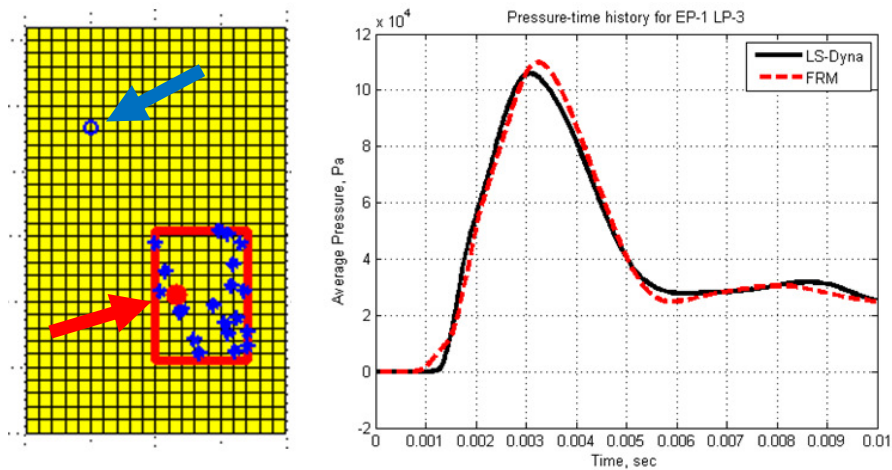 Pressure-time history for EP-1 LP-3
x 10⁴
12
10
8
6
4
2
0
-2
Average Pressure, Pa
LS-Dyna
FRM
0 0.001 0.002 0.003 0.004 0.005 0.006 0.007 0.008 0.009 0.01
Time, sec